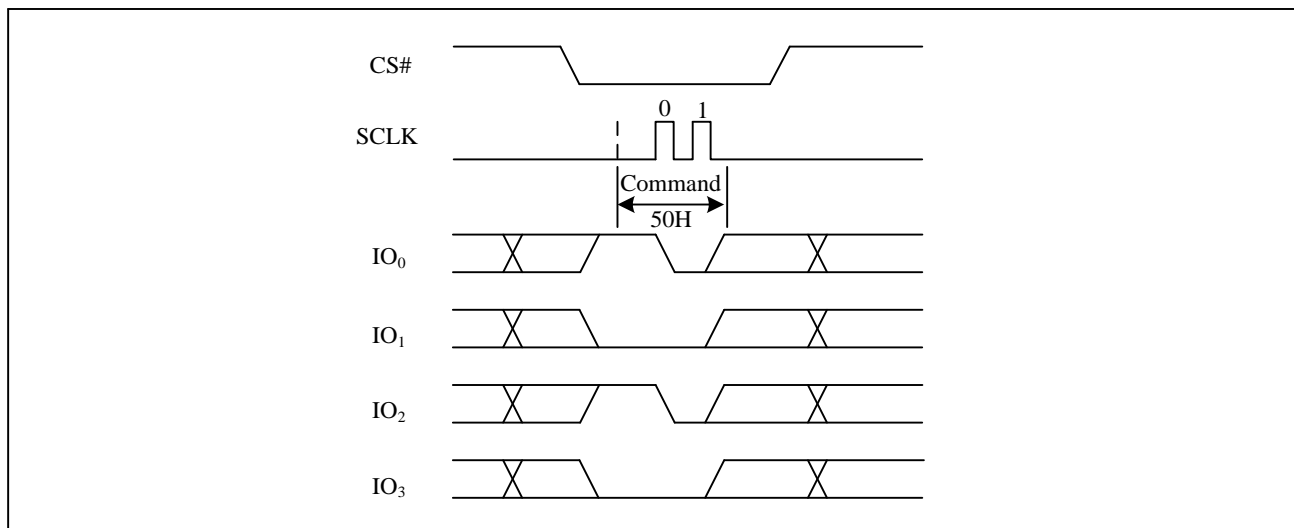 CS#
0 1
SCLK
Command
50H
IO₀
IO₁
IO₂
IO₃